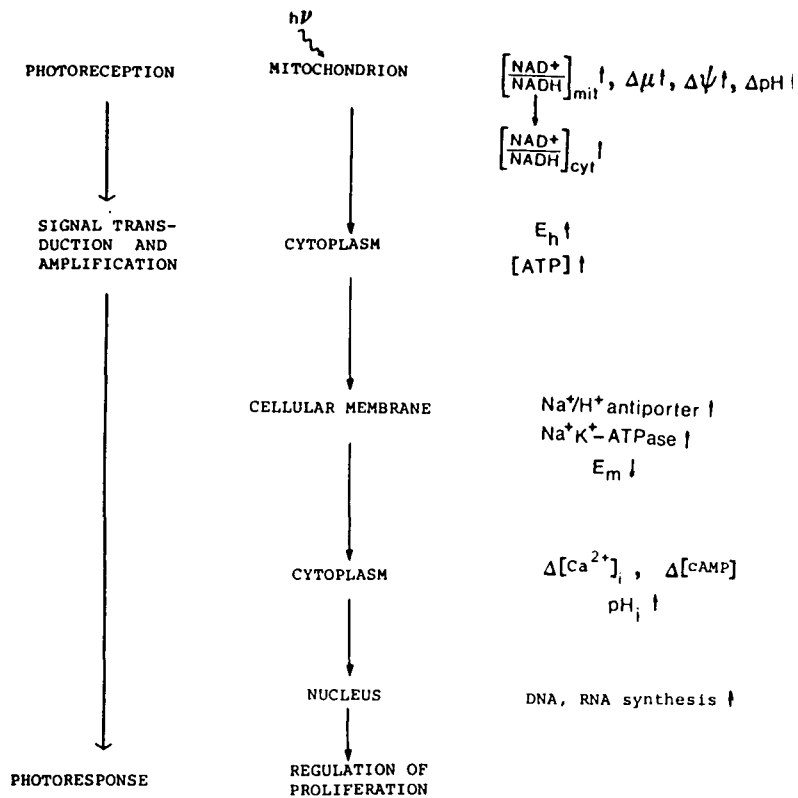 hν
PHOTORECEPTION MITOCHONDRION [NAD+/NADH]mit ↑, Δμ↑, Δψ↑, ΔpH ↑
[NAD+/NADH]cyt ↑
SIGNAL TRANS-
DUCTION AND
AMPLIFICATION
CYTOPLASM
Eh ↑
[ATP] ↑
CELLULAR MEMBRANE
Na+/H+ antiporter ↑
Na+K+-ATPase ↑
Em ↓
CYTOPLASM
Δ[Ca2+]i , Δ[cAMP]
pHi ↑
NUCLEUS
DNA, RNA synthesis ↑
PHOTORESPONSE
REGULATION OF
PROLIFERATION